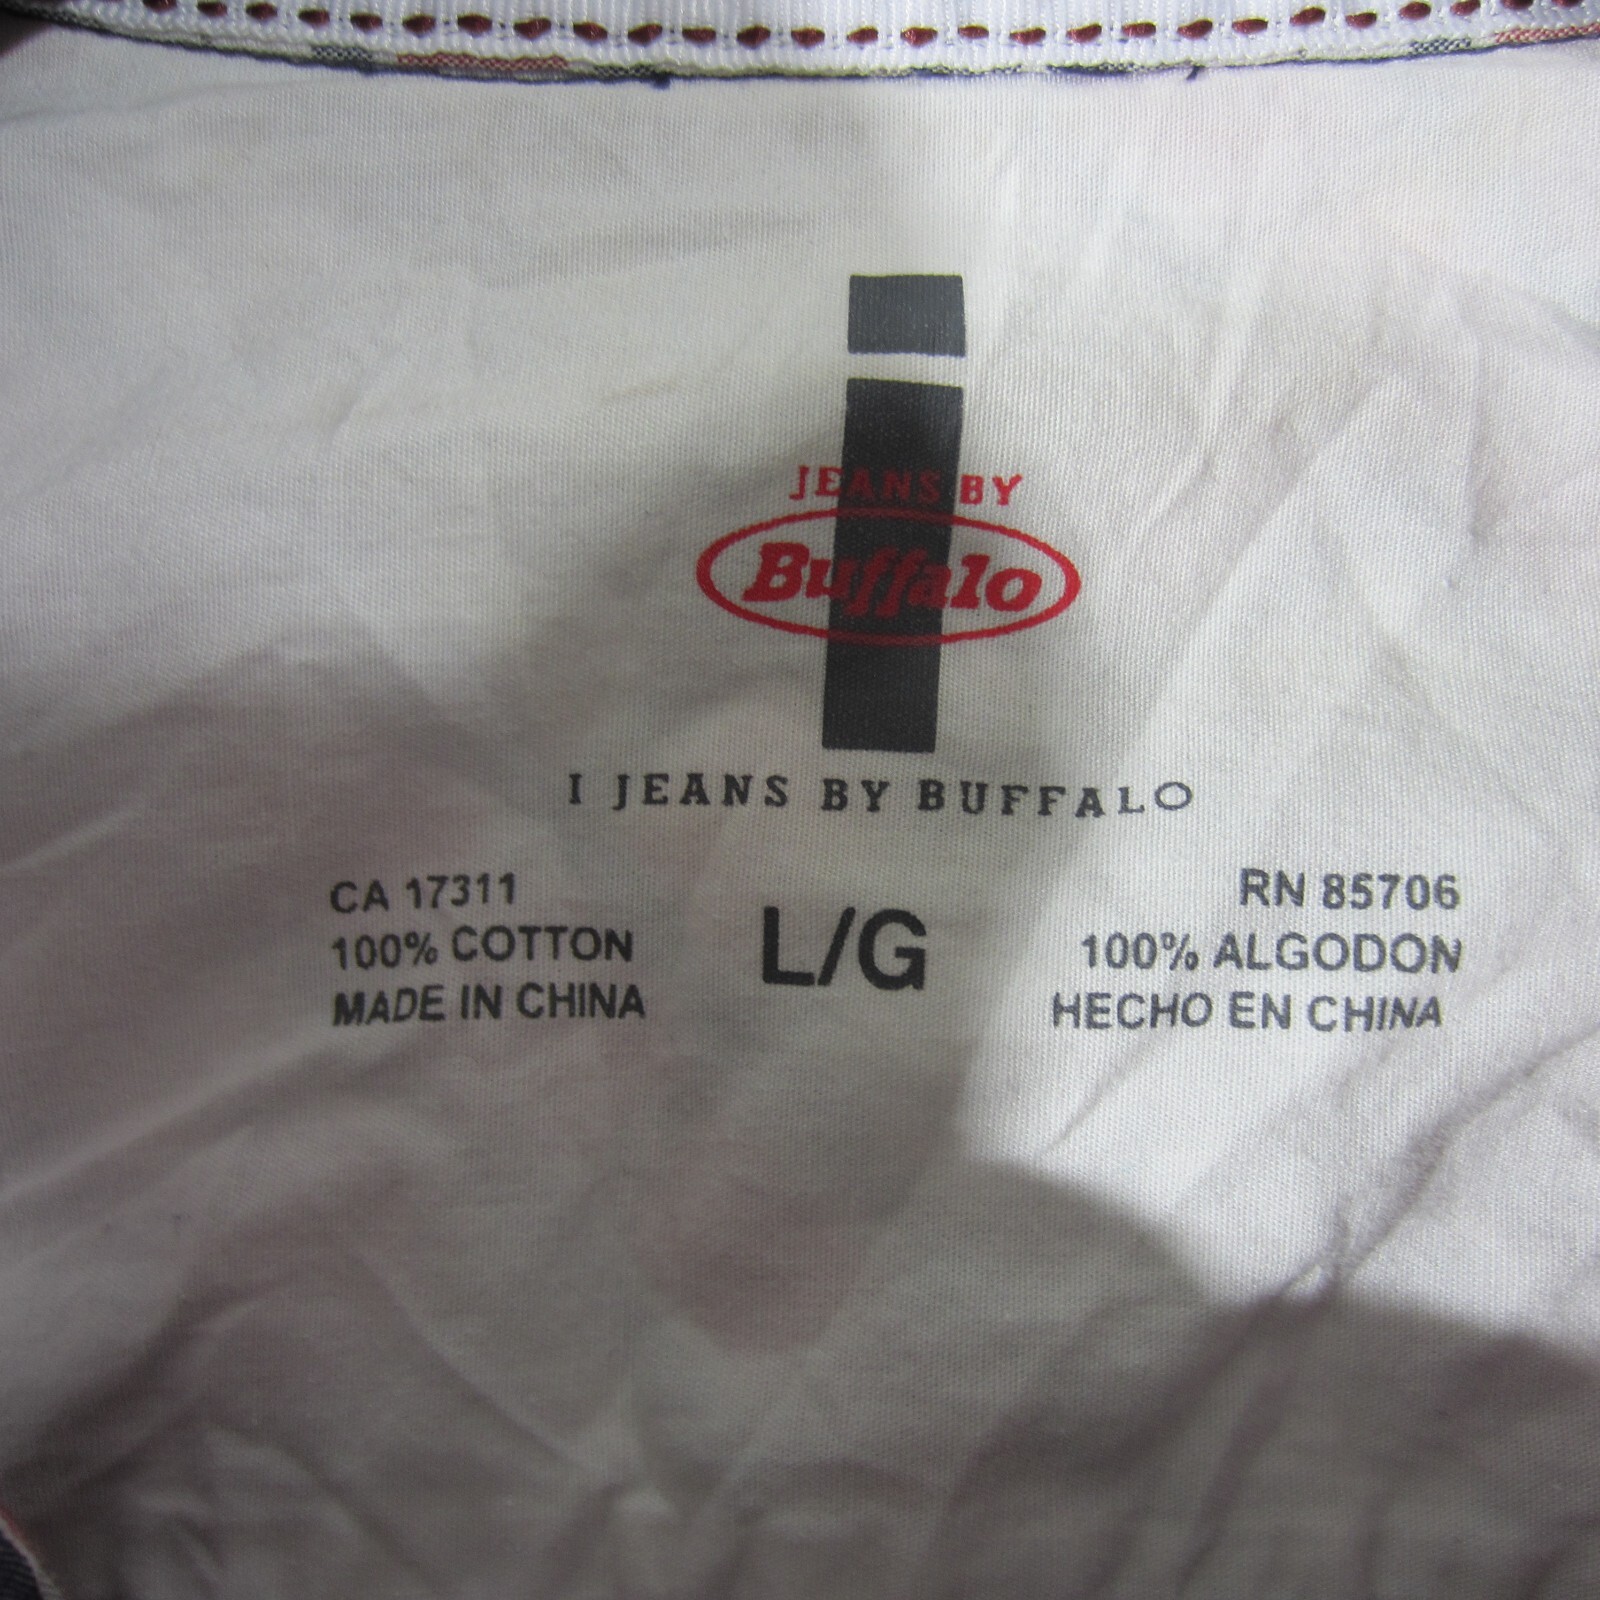 i
JEANS BY
Buffalo
I JEANS BY BUFFALO
CA 17311
100% COTTON
MADE IN CHINA
L/G
RN 85706
100% ALGODON
HECHO EN CHINA